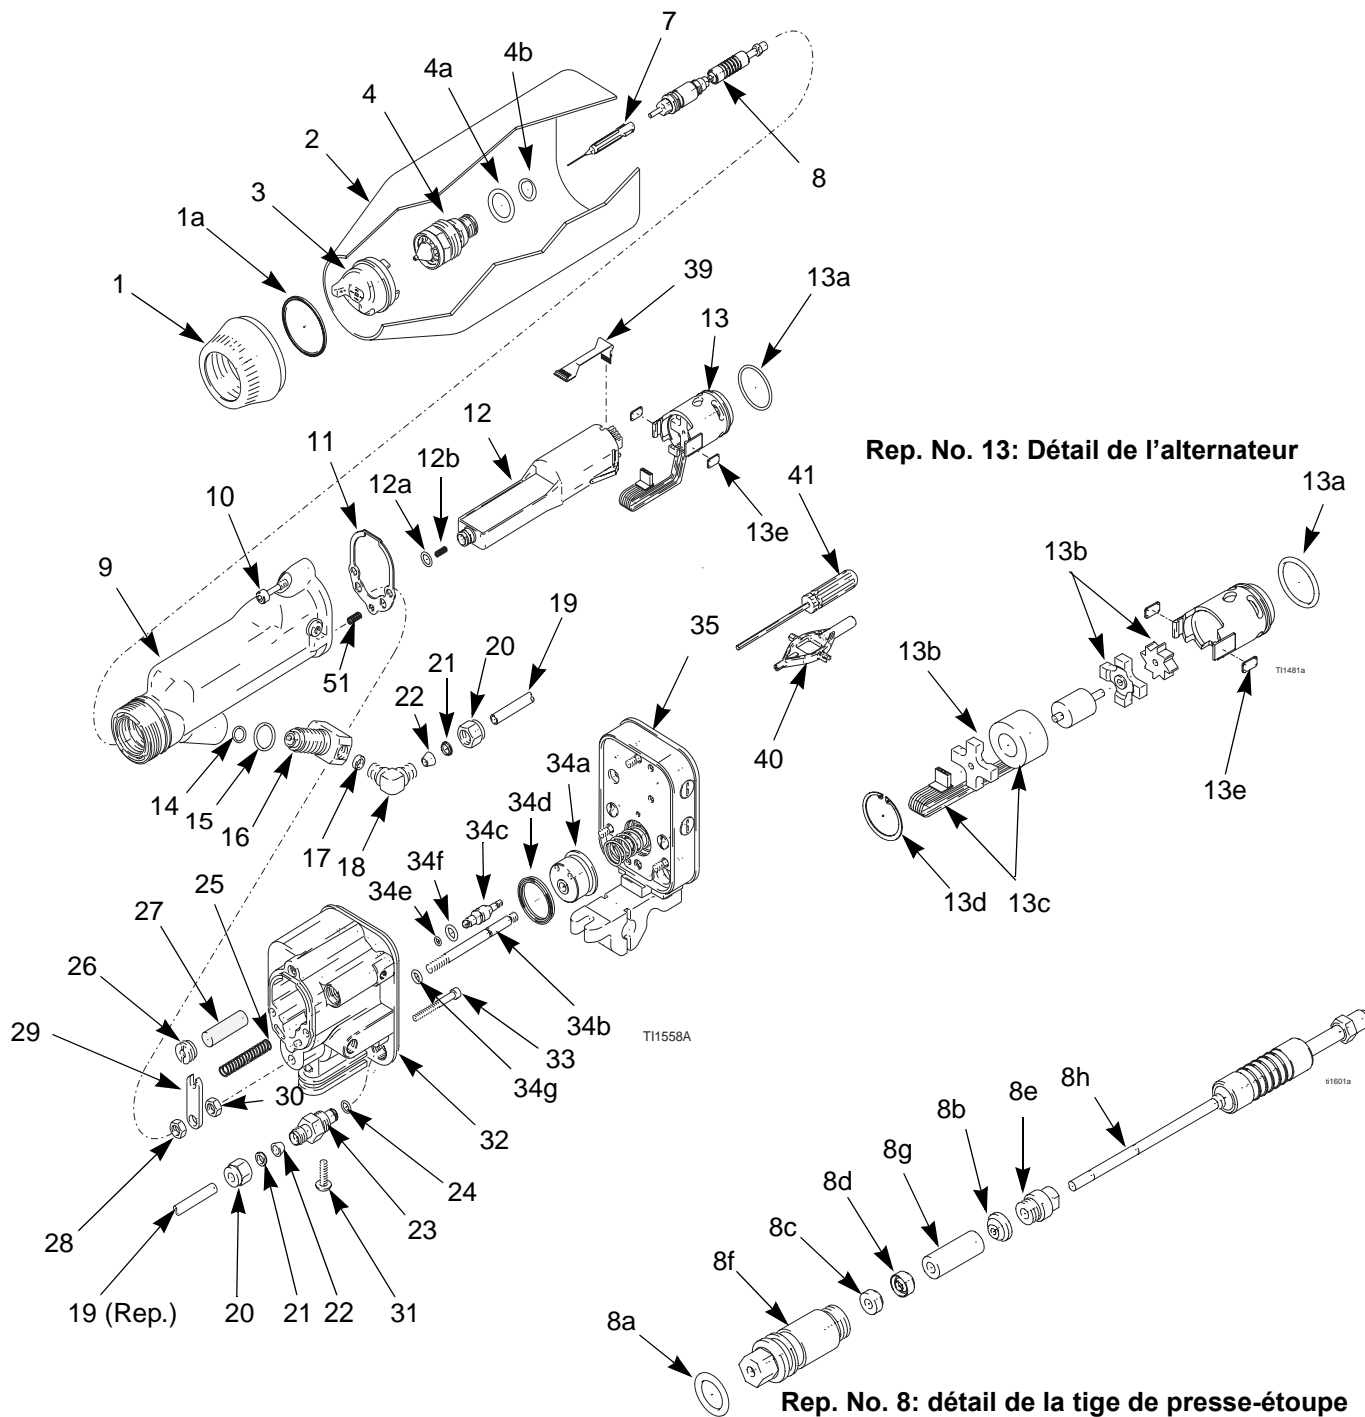 7
4b
4a
4
2
3
1a
1
8
39
13a
13
12
11
12b
12a
10
9
Rep. No. 13: Détail de l’alternateur
13e
41
13a
13b
19
35
20
21
22
51
13b
TI1481a
40
13e
14
15
16
17
18
34a
34d
34c
34f
34e
13d
13c
25
27
26
29
34b
TI1558A
33
34g
30
32
8h
ti1601a
8e
8b
8g
8d
8c
8f
24
23
28
19 (Rep.)
20
21
22
31
8a
Rep. No. 8: détail de la tige de presse-étoupe